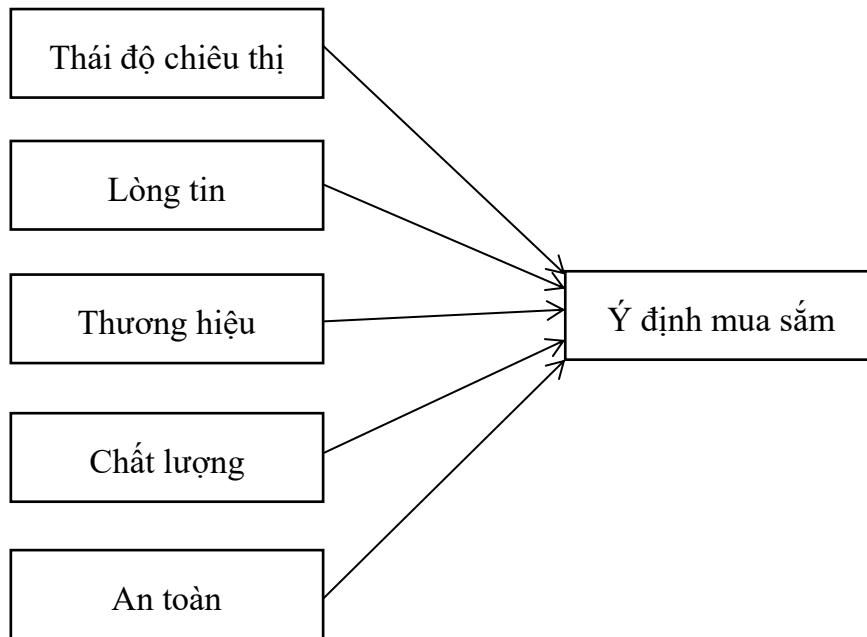 Thái độ chiêu thị
Lòng tin
Thương hiệu
Ý định mua sắm
Chất lượng
An toàn